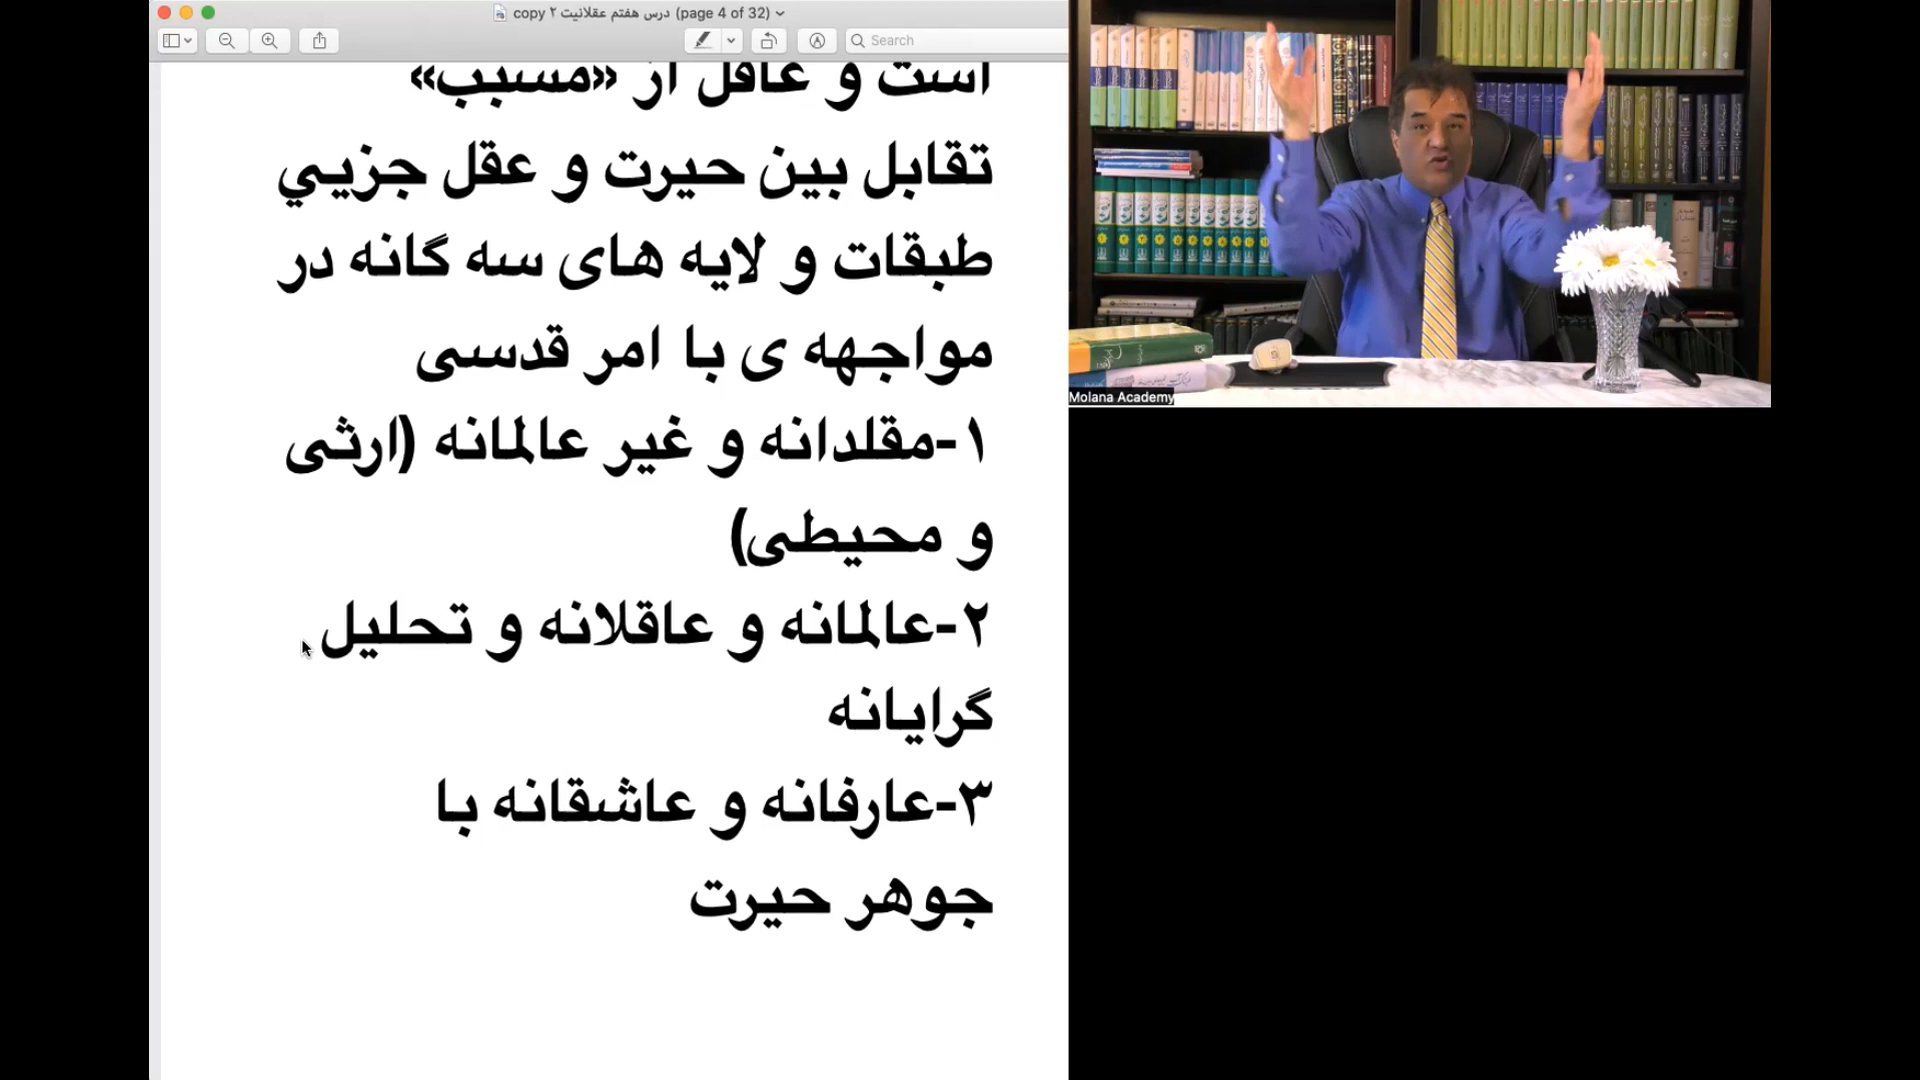 درس هفتم عقلانیت ۲ copy (page 4 of 32)
Search
است و غافل از «مسبب»
تقابل بین حیرت و عقل جزیي
طبقات و لایه های سه گانه در
مواجهه ی با امر قدسی
۱-مقلدانه و غیر عالمانه (ارثی
و محیطی)
۲-عالمانه و عاقلانه و تحلیل
گرایانه
۳-عارفانه و عاشقانه با
جوهر حیرت
Molana Academy